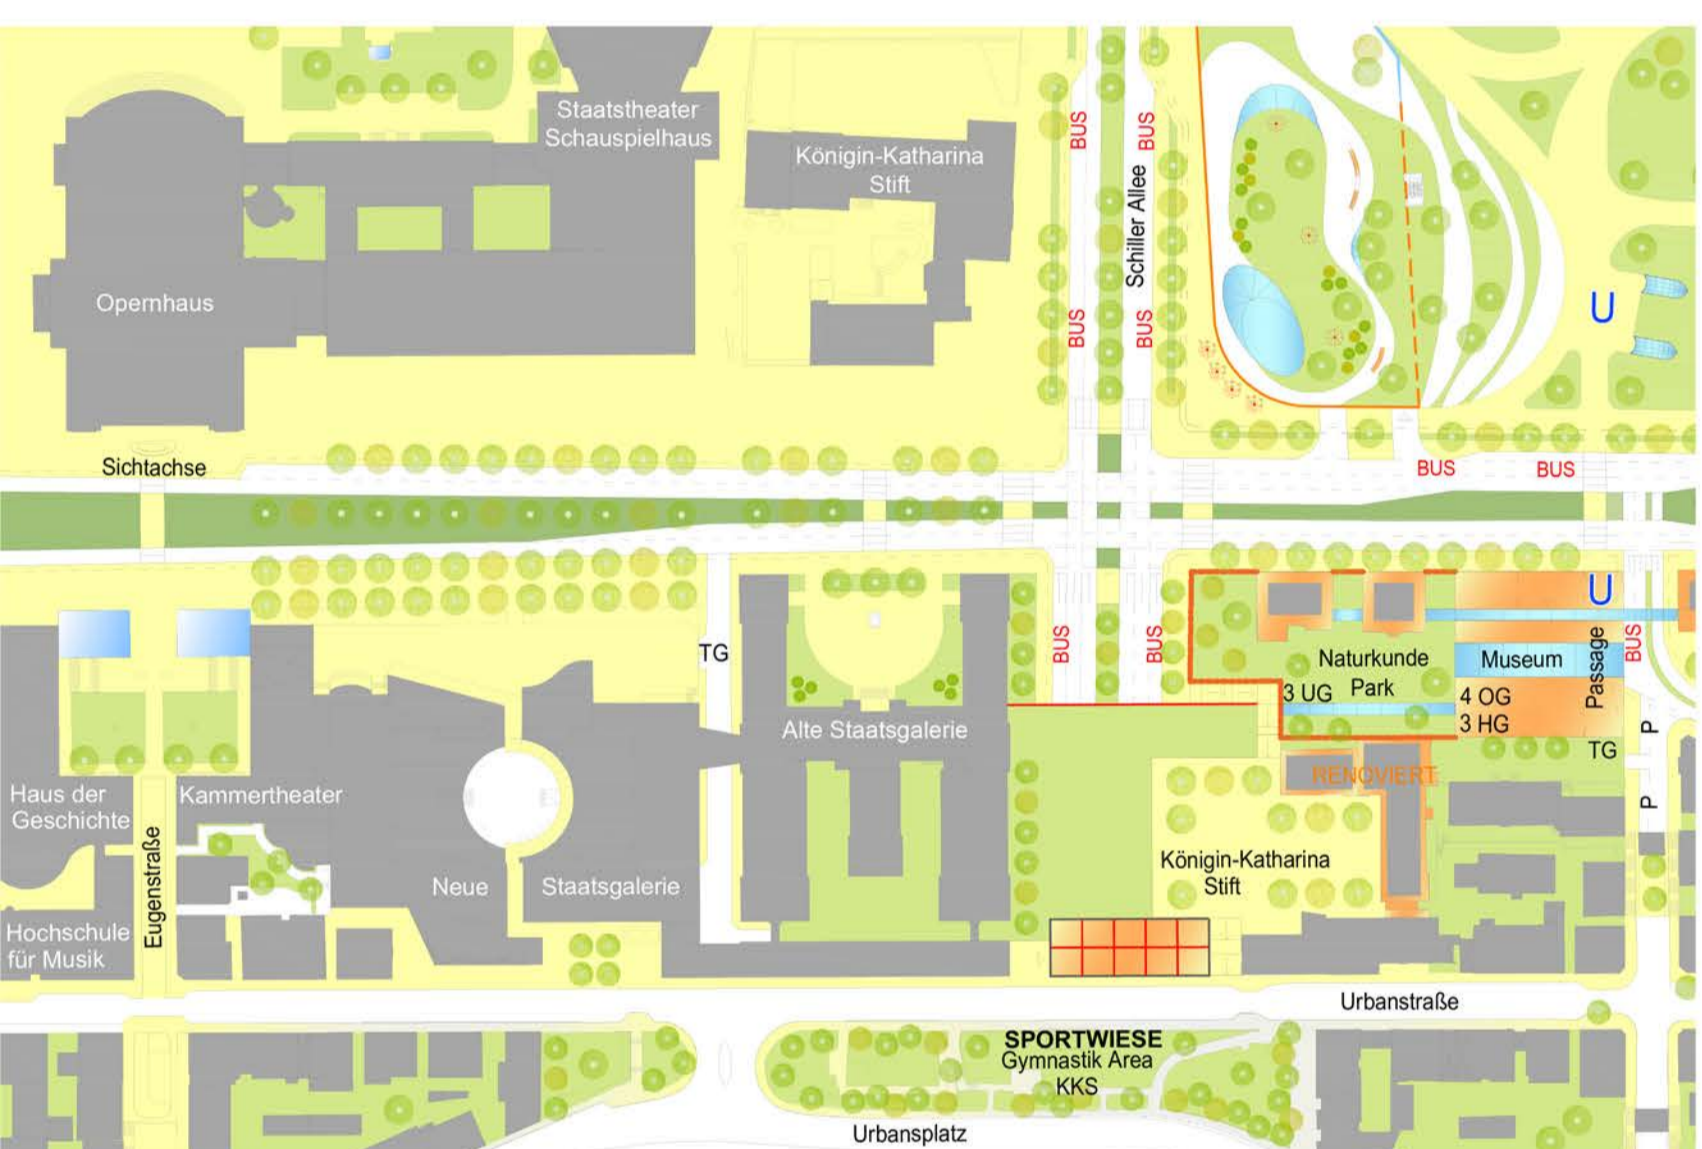 Staatstheater
Schauspielhaus
Königin-Katharina
Stift
Opernhaus
BUS
BUS
Schiller Allee
BUS
BUS
U
Sichtachse
BUS
BUS
TG
BUS
BUS
U
Naturkunde
Park
3 UG
Museum
4 OG
3 HG
Passage
BUS
P
TG
P
Alte Staatsgalerie
RENOVIERT
Haus der
Geschichte
Kammertheater
Eugenstraße
Neue
Staatsgalerie
Königin-Katharina
Stift
Hochschule
für Musik
Urbanstraße
SPORTWIESE
Gymnastik Area
KKS
Urbansplatz